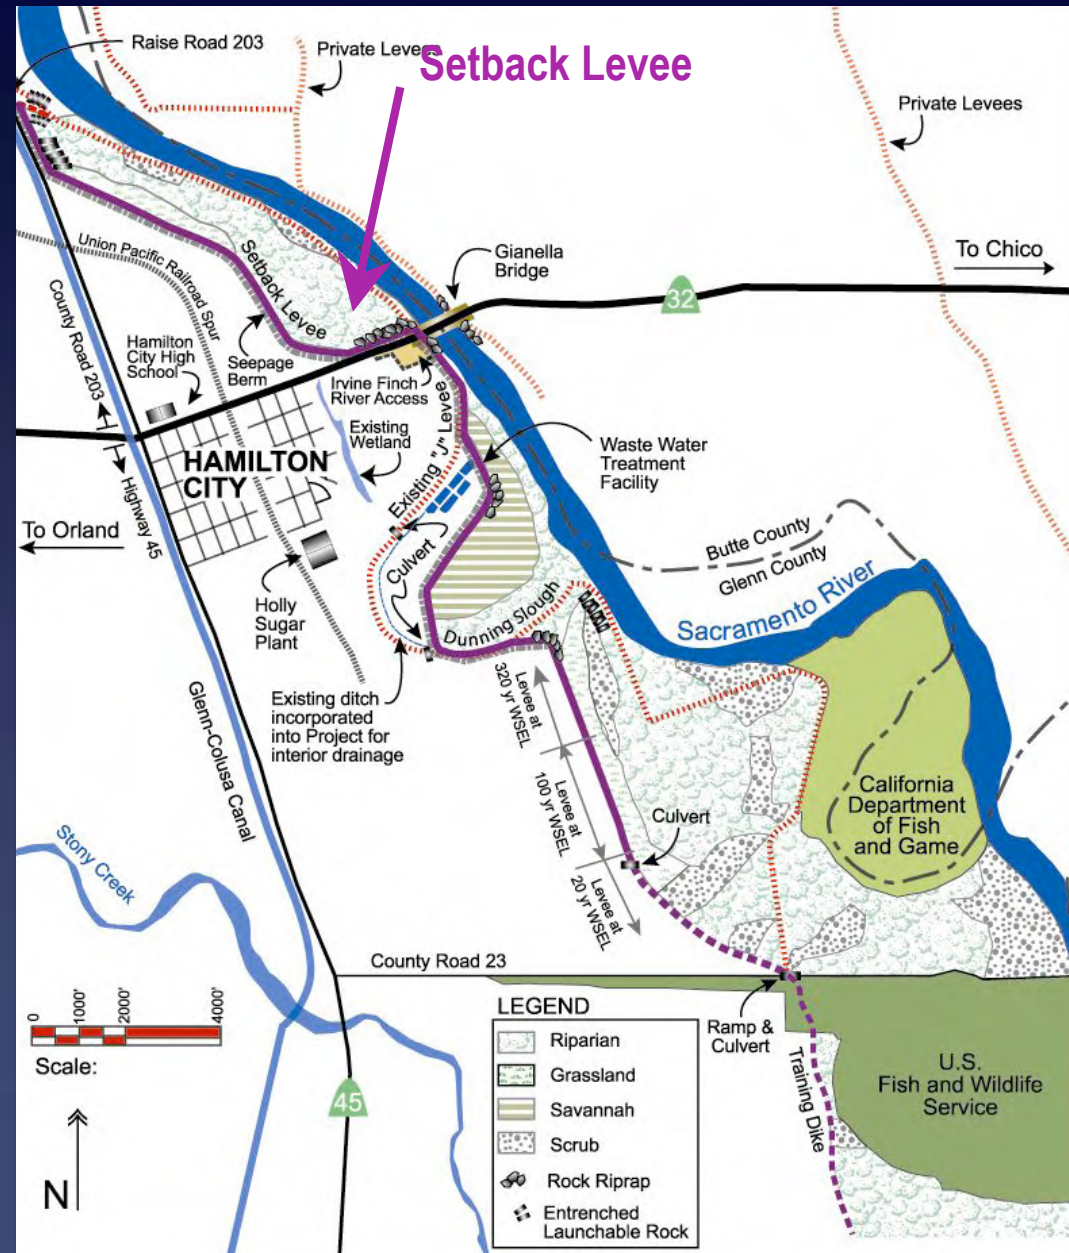 Raise Road 203
Private Levees
Setback Levee
Private Levees
Gianella
Bridge
To Chico
32
Union Pacific Railroad Spur
Setback Levee
County Road 203
Hamilton
City High
School
Seepage
Berm
Irvine Finch
River Access
Existing
Wetland
Existing "J" Levee
Waste Water
Treatment
Facility
HAMILTON
CITY
Highway 45
To Orland
Culvert
Butte County
Glenn County
Sacramento River
Holly
Sugar
Plant
Dunning Slough
Existing ditch
incorporated
into Project for
interior drainage
Levee at
320 yr WSEL
Levee at
100 yr WSEL
Levee at
20 yr WSEL
Glenn-Colusa Canal
California
Department
of Fish
and Game
Culvert
Stony Creek
County Road 23
0
1000'
2000'
4000'
Scale:
N
45
LEGEND
Riparian
Grassland
Savannah
Scrub
Rock Riprap
Entrenched
Launchable Rock
Ramp &
Culvert
Training Dike
U.S.
Fish and Wildlife
Service